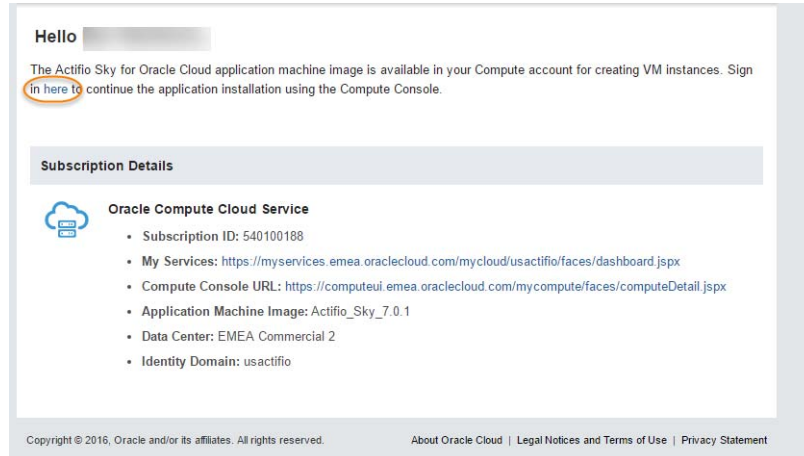 Hello
The Actifio Sky for Oracle Cloud application machine image is available in your Compute account for creating VM instances. Sign
in here to continue the application installation using the Compute Console.
Subscription Details
Oracle Compute Cloud Service
• Subscription ID: 540100188
• My Services: https://myservices.emea.oraclecloud.com/mycloud/usactifio/faces/dashboard.jspx
• Compute Console URL: https://computeui.emea.oraclecloud.com/mycompute/faces/computeDetail.jspx
• Application Machine Image: Actifio_Sky_7.0.1
• Data Center: EMEA Commercial 2
• Identity Domain: usactifio
Copyright © 2016, Oracle and/or its affiliates. All rights reserved. About Oracle Cloud | Legal Notices and Terms of Use | Privacy Statement